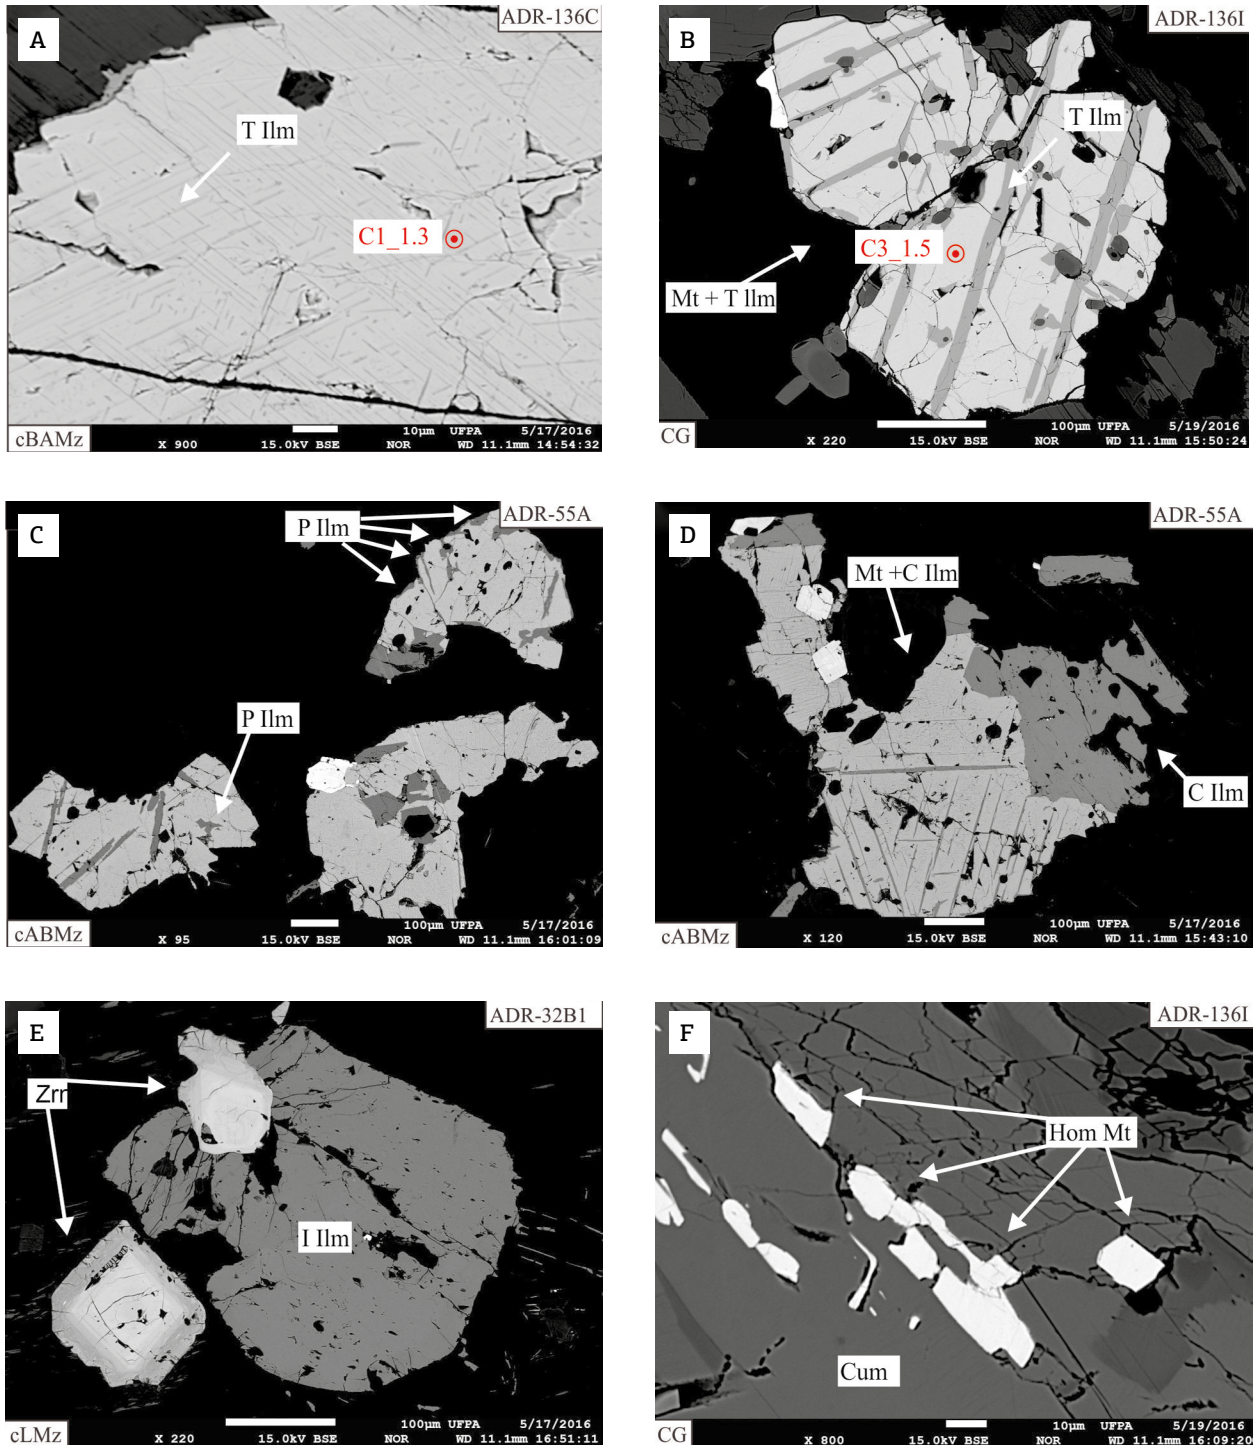 A
ADR-136C
T Ilm
C1_1.3
cBAMz
10µm UFPA 5/17/2016
X 900 15.0kV BSE NOR WD 11.1mm 14:54:32
B
ADR-136I
T Ilm
C3_1.5
Mt + T Ilm
CG
100µm UFPA 5/19/2016
X 220 15.0kV BSE NOR WD 11.1mm 15:50:24
C
ADR-55A
P Ilm
P Ilm
cABMz
100µm UFPA 5/17/2016
X 95 15.0kV BSE NOR WD 11.1mm 16:01:09
D
ADR-55A
Mt +C Ilm
C Ilm
cABMz
100µm UFPA 5/17/2016
X 120 15.0kV BSE NOR WD 11.1mm 15:43:10
E
ADR-32B1
Zrn
I Ilm
cLMz
100µm UFPA 5/17/2016
X 220 15.0kV BSE NOR WD 11.1mm 16:51:11
F
ADR-136I
Hom Mt
Cum
CG
10µm UFPA 5/19/2016
X 800 15.0kV BSE NOR WD 11.1mm 16:09:20